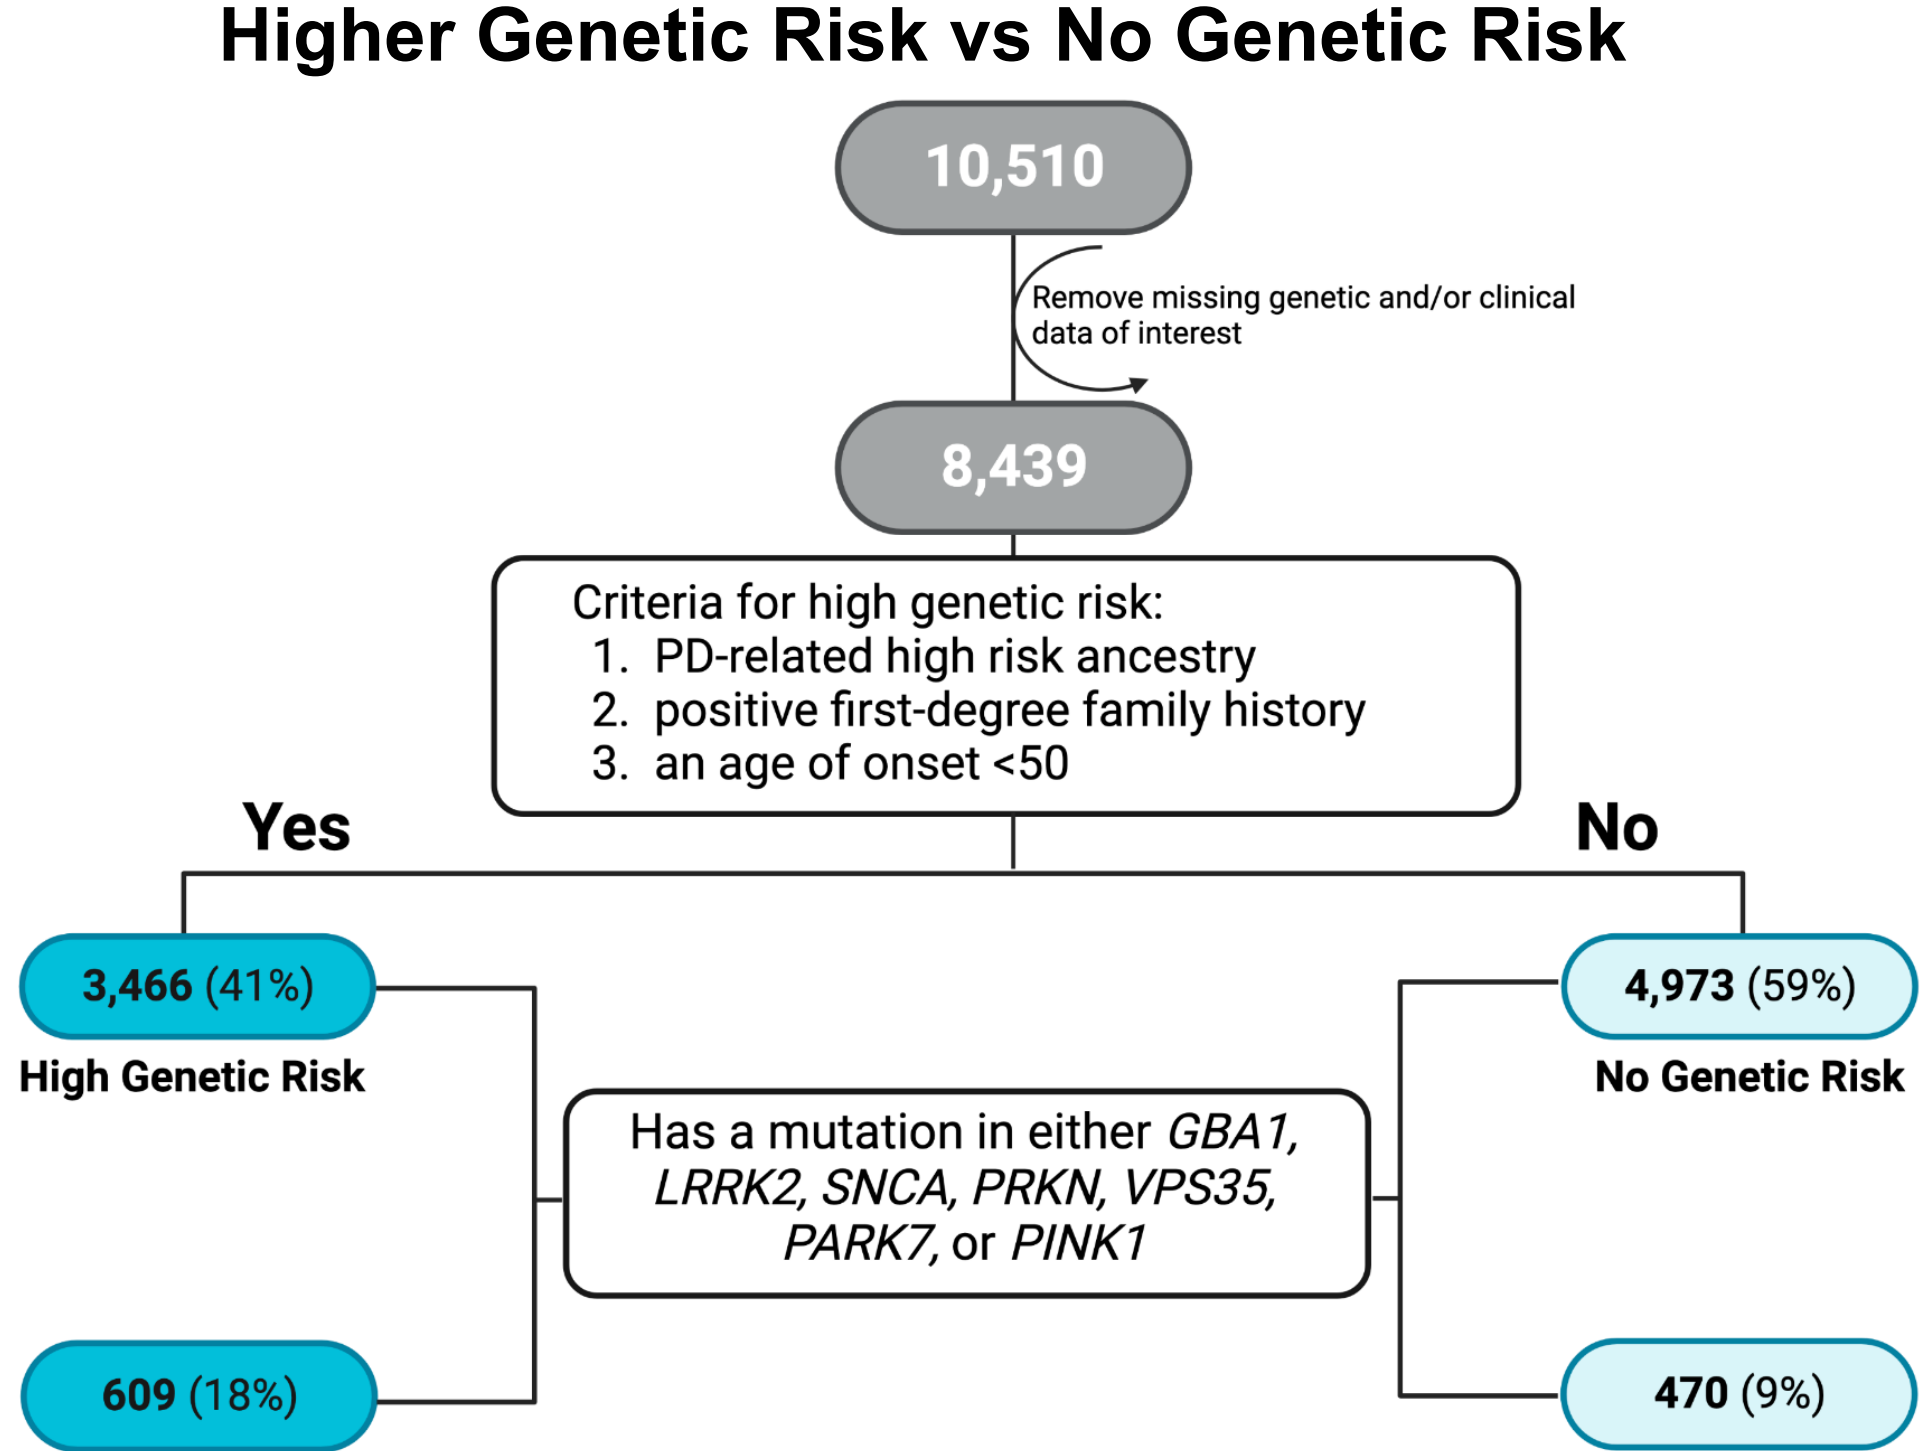 Higher Genetic Risk vs No Genetic Risk
10,510
Remove missing genetic and/or clinical
data of interest
8,439
Criteria for high genetic risk:
1. PD-related high risk ancestry
2. positive first-degree family history
3. an age of onset <50
Yes
No
3,466 (41%)
4,973 (59%)
High Genetic Risk
No Genetic Risk
Has a mutation in either GBA1,
LRRK2, SNCA, PRKN, VPS35,
PARK7, or PINK1
609 (18%)
470 (9%)